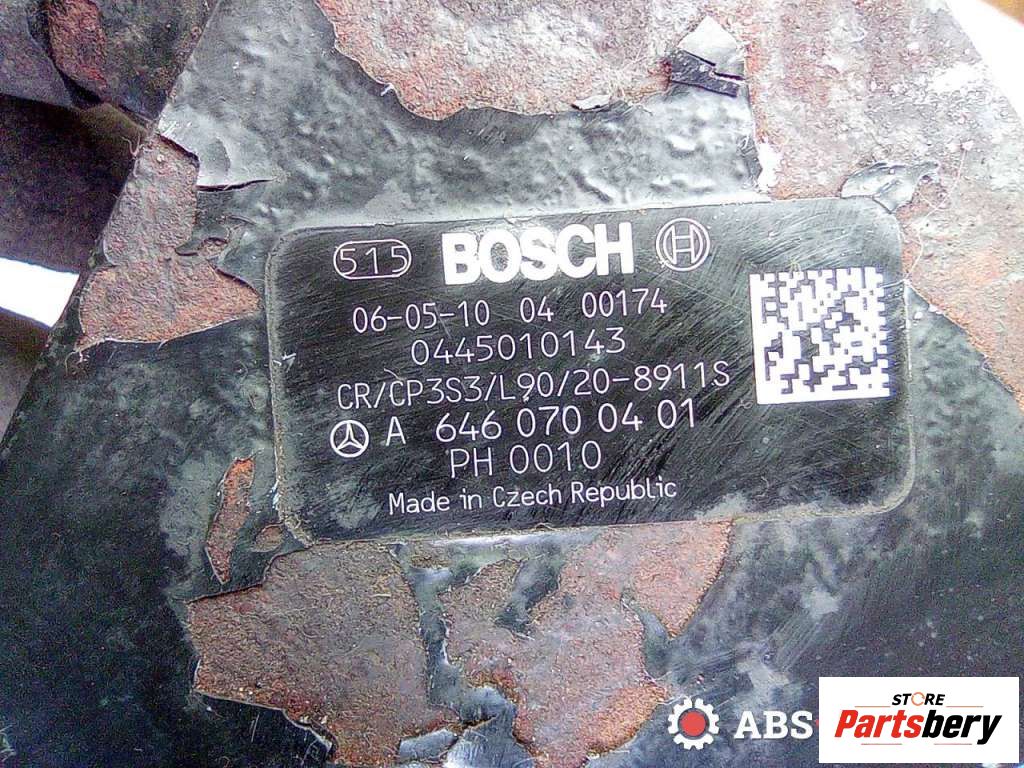 515 BOSCH
06-05-10 04 00174
0445010143
CR/CP3S3/L90/20-8911S
A 646 070 04 01
PH 0010
Made in Czech Republic
ABS
STORE
Partsbery